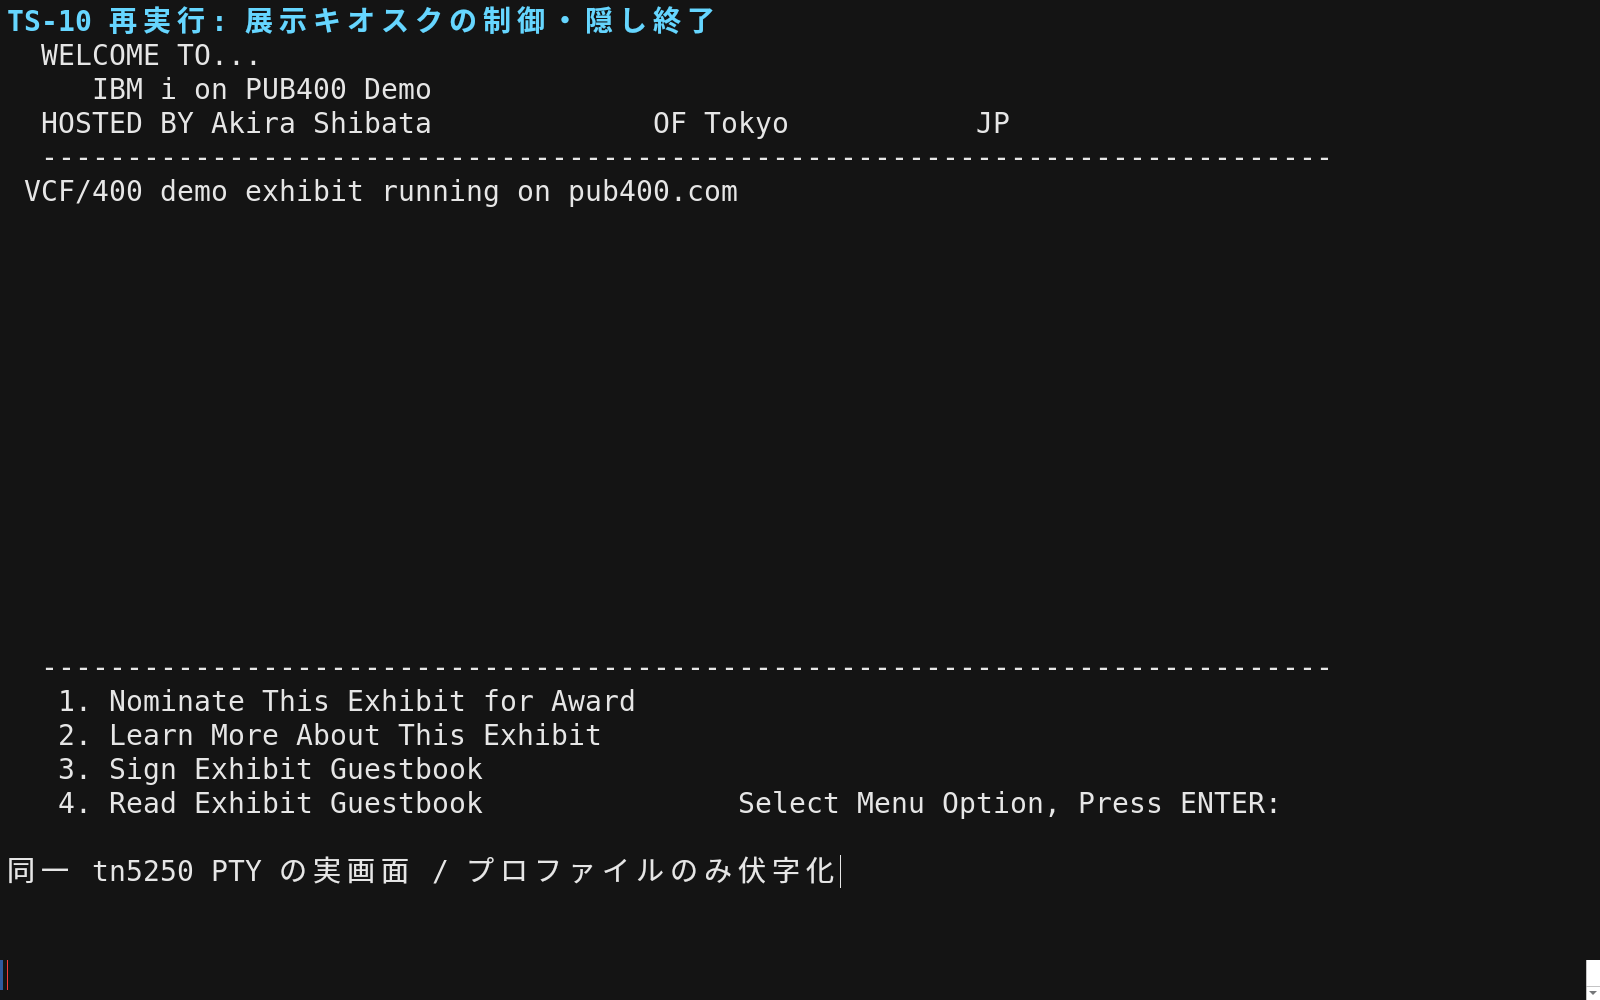 TS-10 再実行: 展示キオスクの制御・隠し終了
WELCOME TO...
IBM i on PUB400 Demo
HOSTED BY Akira Shibata OF Tokyo JP
----------------------------------------------------------------------------
VCF/400 demo exhibit running on pub400.com
----------------------------------------------------------------------------
1. Nominate This Exhibit for Award
2. Learn More About This Exhibit
3. Sign Exhibit Guestbook
4. Read Exhibit Guestbook Select Menu Option, Press ENTER:
同一 tn5250 PTY の実画面 / プロファイルのみ伏字化